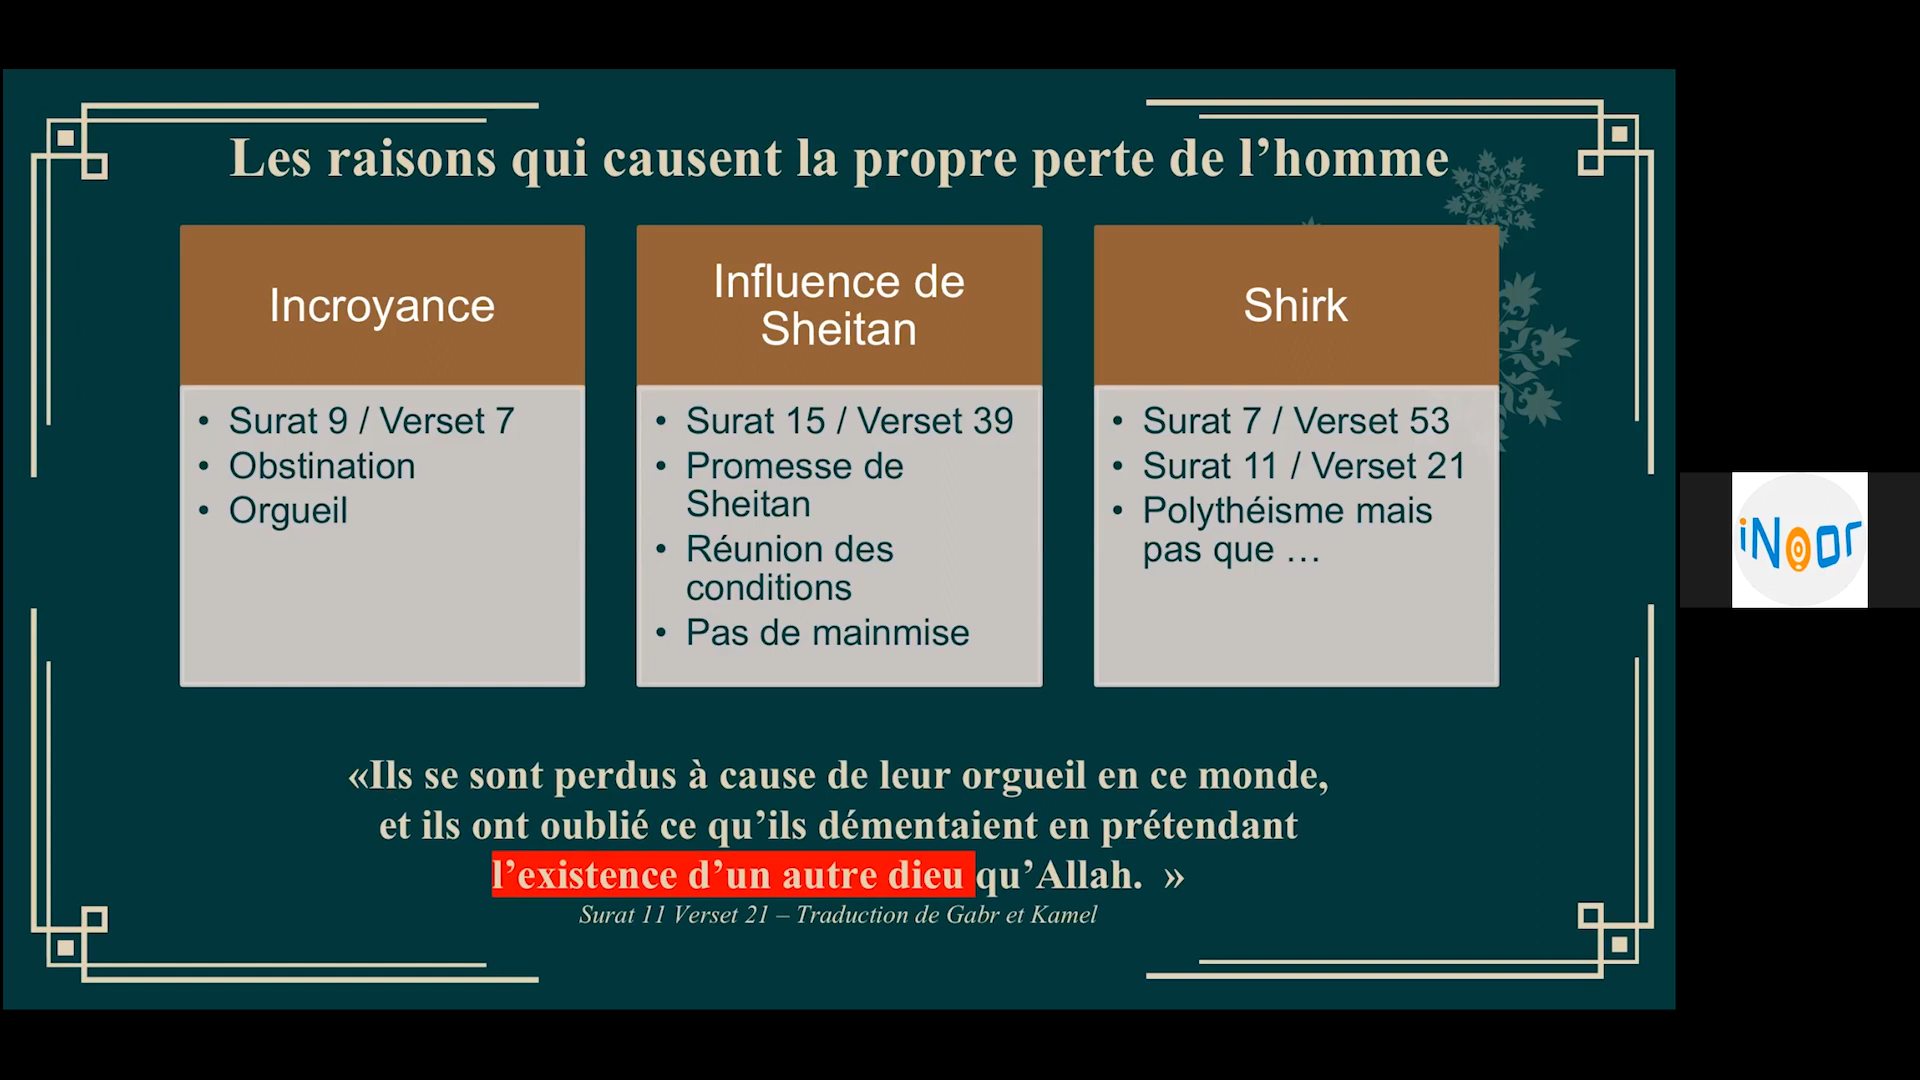 Les raisons qui causent la propre perte de l’homme
Incroyance
• Surat 9 / Verset 7
• Obstination
• Orgueil
Influence de
Sheitan
• Surat 15 / Verset 39
• Promesse de
Sheitan
• Réunion des
conditions
• Pas de mainmise
Shirk
• Surat 7 / Verset 53
• Surat 11 / Verset 21
• Polythéisme mais
pas que …
«Ils se sont perdus à cause de leur orgueil en ce monde,
et ils ont oublié ce qu’ils démentaient en prétendant
l’existence d’un autre dieu qu’Allah.  »
Surat 11 Verset 21 – Traduction de Gabr et Kamel
iNoor